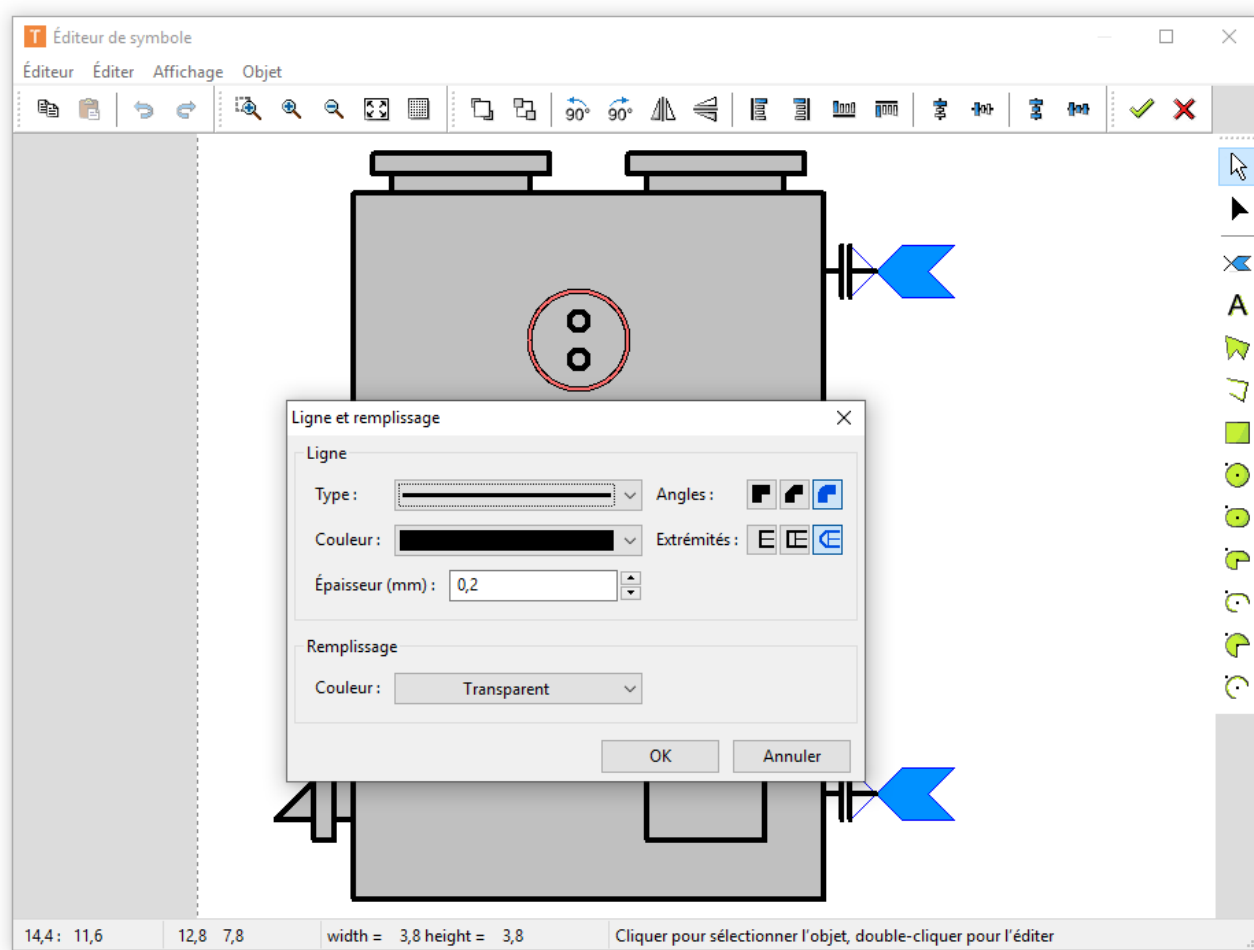 T Éditeur de symbole
Éditeur Éditer Affichage Objet
90° 90°
A
Ligne et remplissage
Ligne
Type :
Angles :
Couleur :
Extrémités :
Épaisseur (mm) : 0,2
Remplissage
Couleur : Transparent
OK Annuler
14,4 : 11,6 12,8 7,8 width = 3,8 height = 3,8 Cliquer pour sélectionner l'objet, double-cliquer pour l'éditer